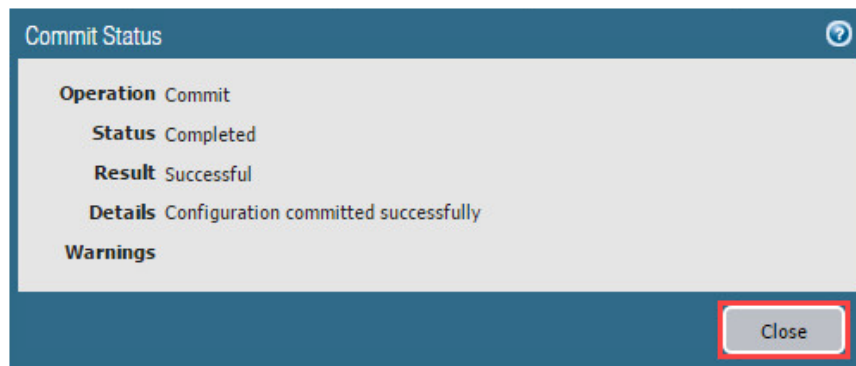 Commit Status
Operation Commit
Status Completed
Result Successful
Details Configuration committed successfully
Warnings
Close